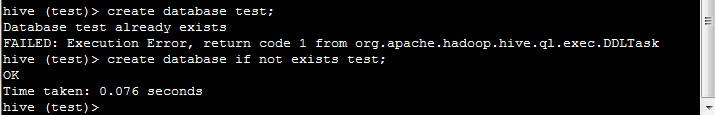 hive (test)> create database test;
Database test already exists
FAILED: Execution Error, return code 1 from org.apache.hadoop.hive.ql.exec.DDLTask
hive (test)> create database if not exists test;
OK
Time taken: 0.076 seconds
hive (test)>